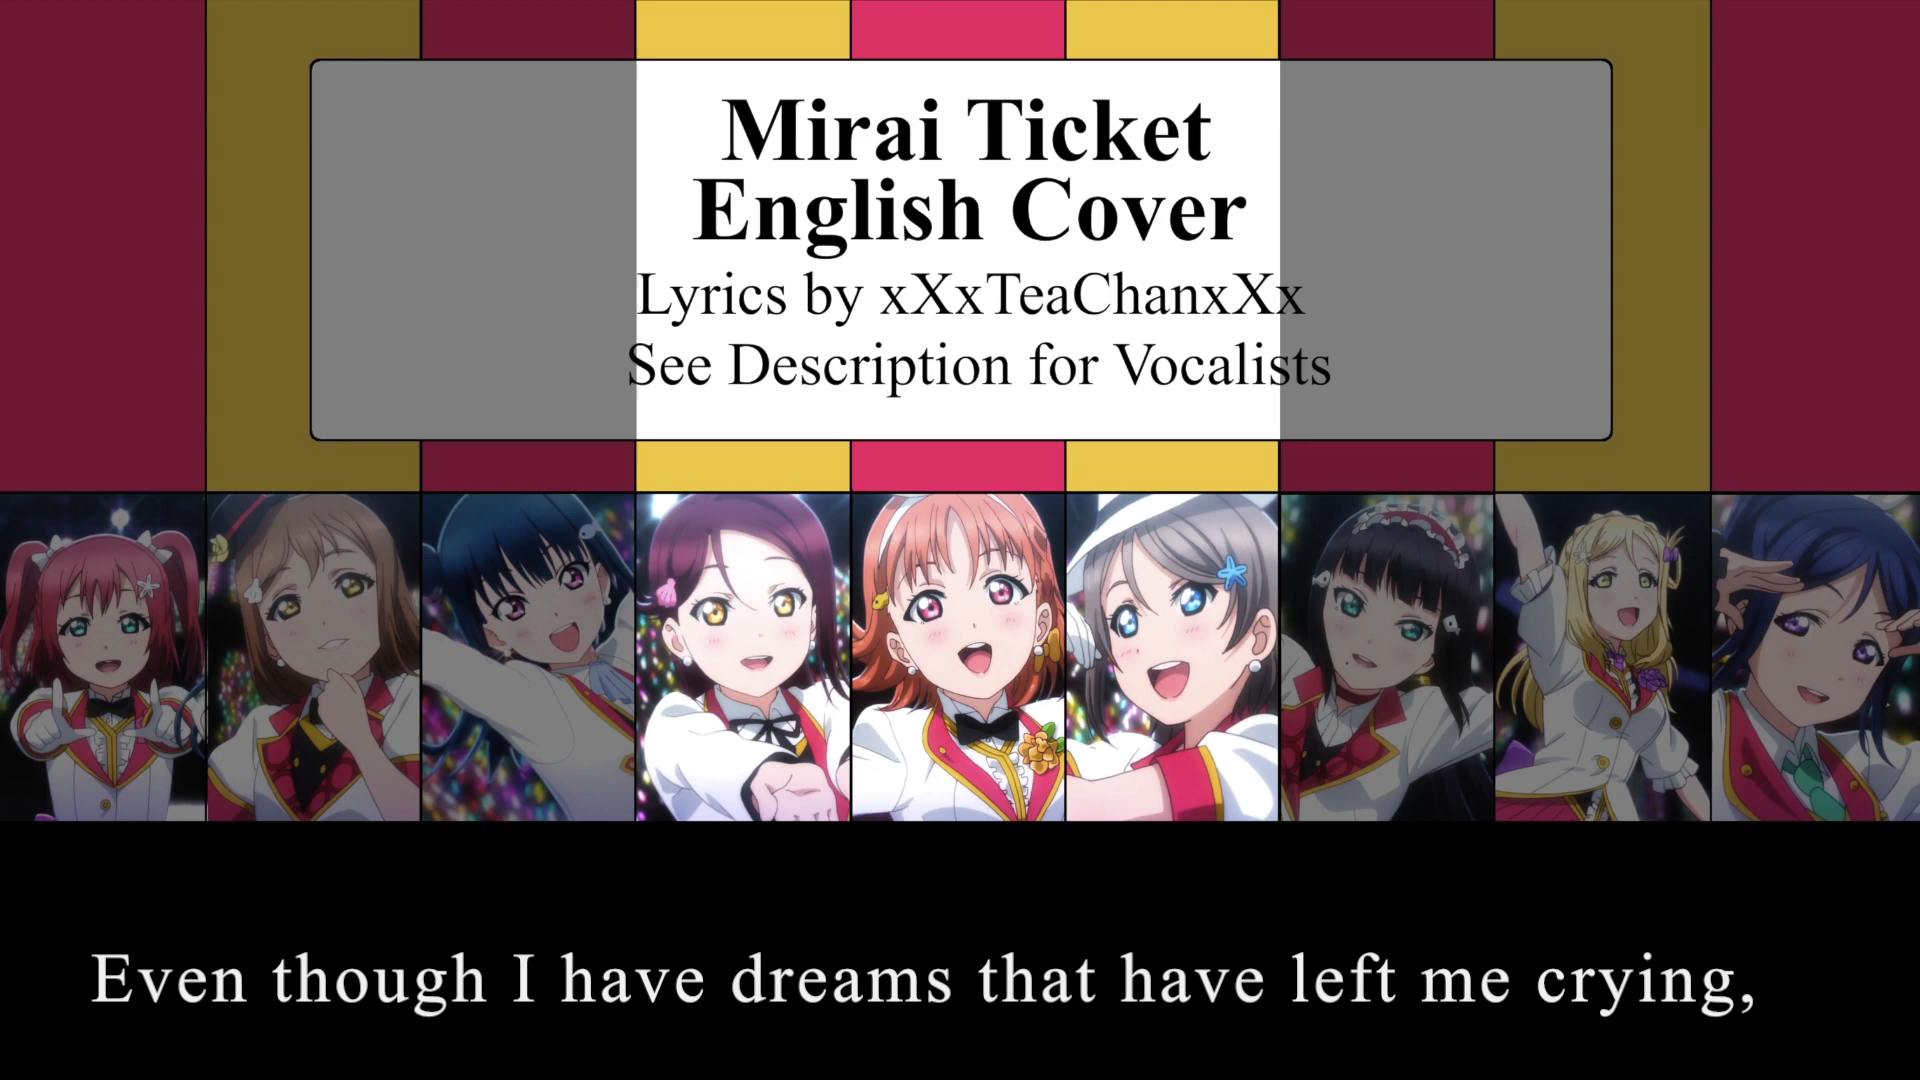 Mirai Ticket
English Cover
Lyrics by xXxTeaChanxXx
See Description for Vocalists
Even though I have dreams that have left me crying,